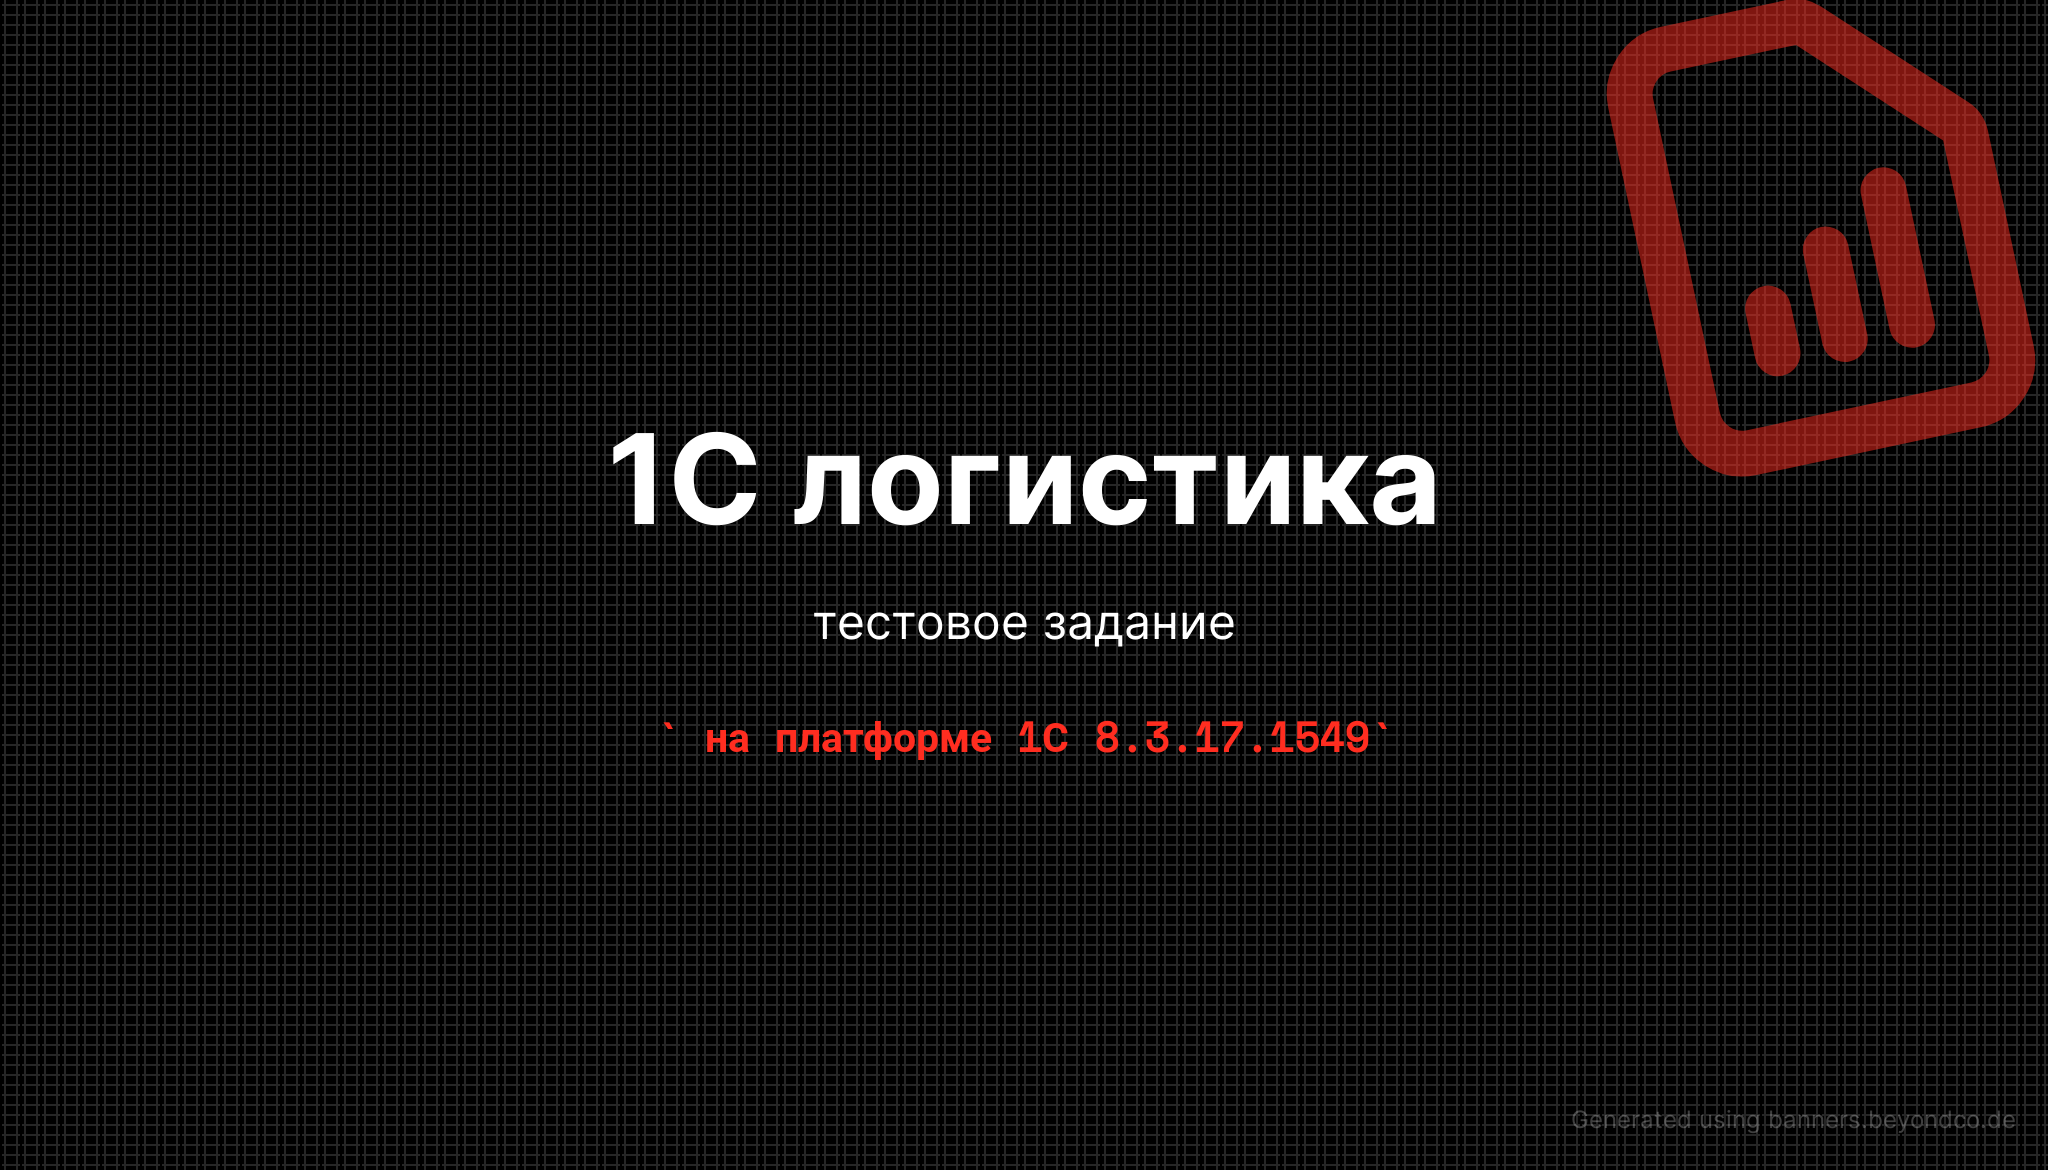 1С логистика
тестовое задание
` на платформе 1С 8.3.17.1549`
Generated using banners.beyondco.de